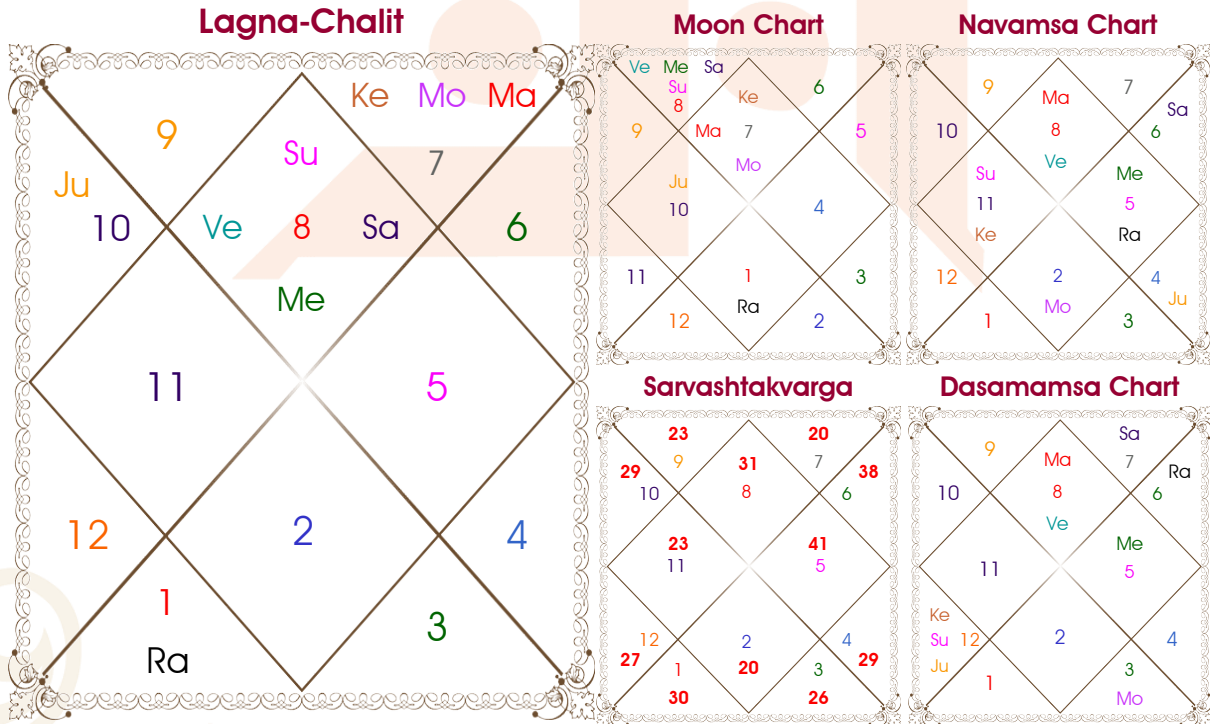 Lagna-Chalit
Ke Mo Ma
9
Su
7
Ju
10
Ve 8 Sa
6
Me
11
5
12
2
4
1
3
Ra
Moon Chart
Ve Me Sa
Su
8
Ke
6
9
Ma 7
5
Mo
Ju
10
4
11
1
3
Ra
12
2
Navamsa Chart
9
Ma
7
Sa
10
8
6
Ve
Su
Me
11
5
Ke
Ra
12
2
4
Mo
Ju
1
3
Sarvashtakvarga
23
20
9
31
7
29
38
10
8
6
23
41
11
5
12
2
4
27
1
20
3
29
30
26
Dasamamsa Chart
Sa
9
Ma
7
Ra
10
8
6
Ve
Me
11
5
Ke
Su 12
2
4
Ju
1
3
Mo